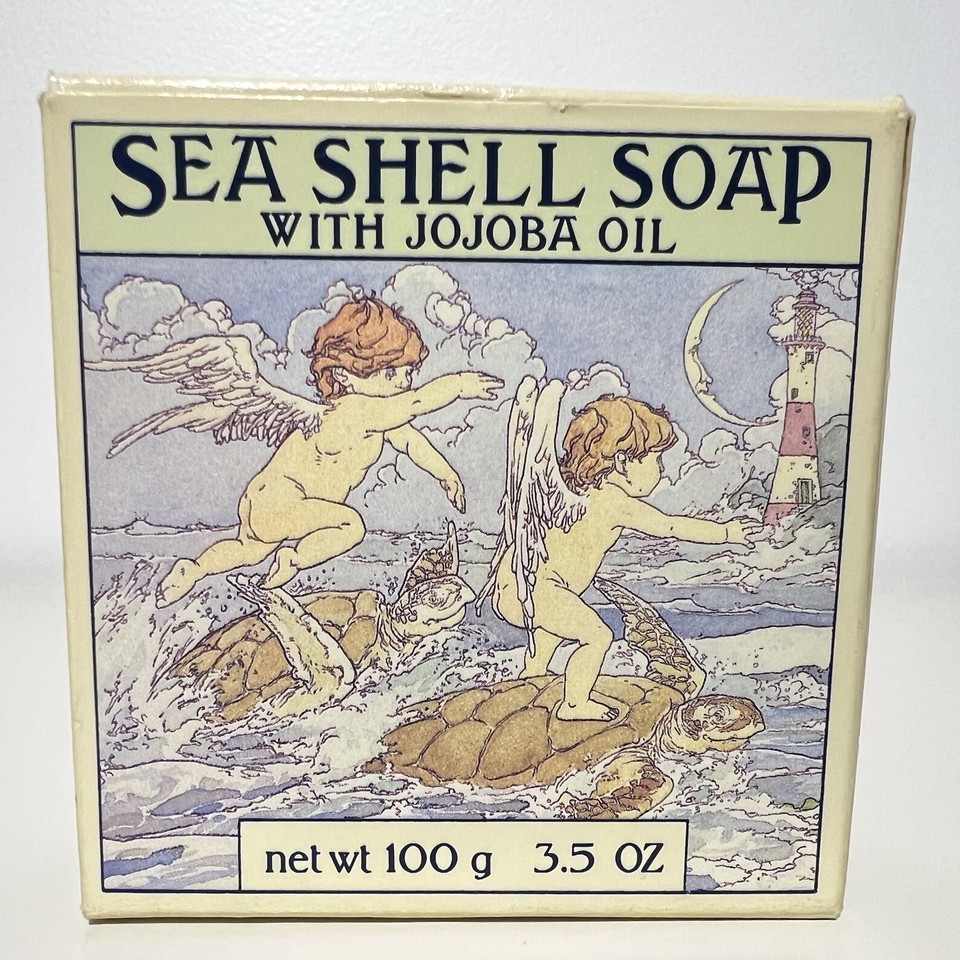 SEA SHELL SOAP
WITH JOJOBA OIL
net wt 100 g 3.5 OZ